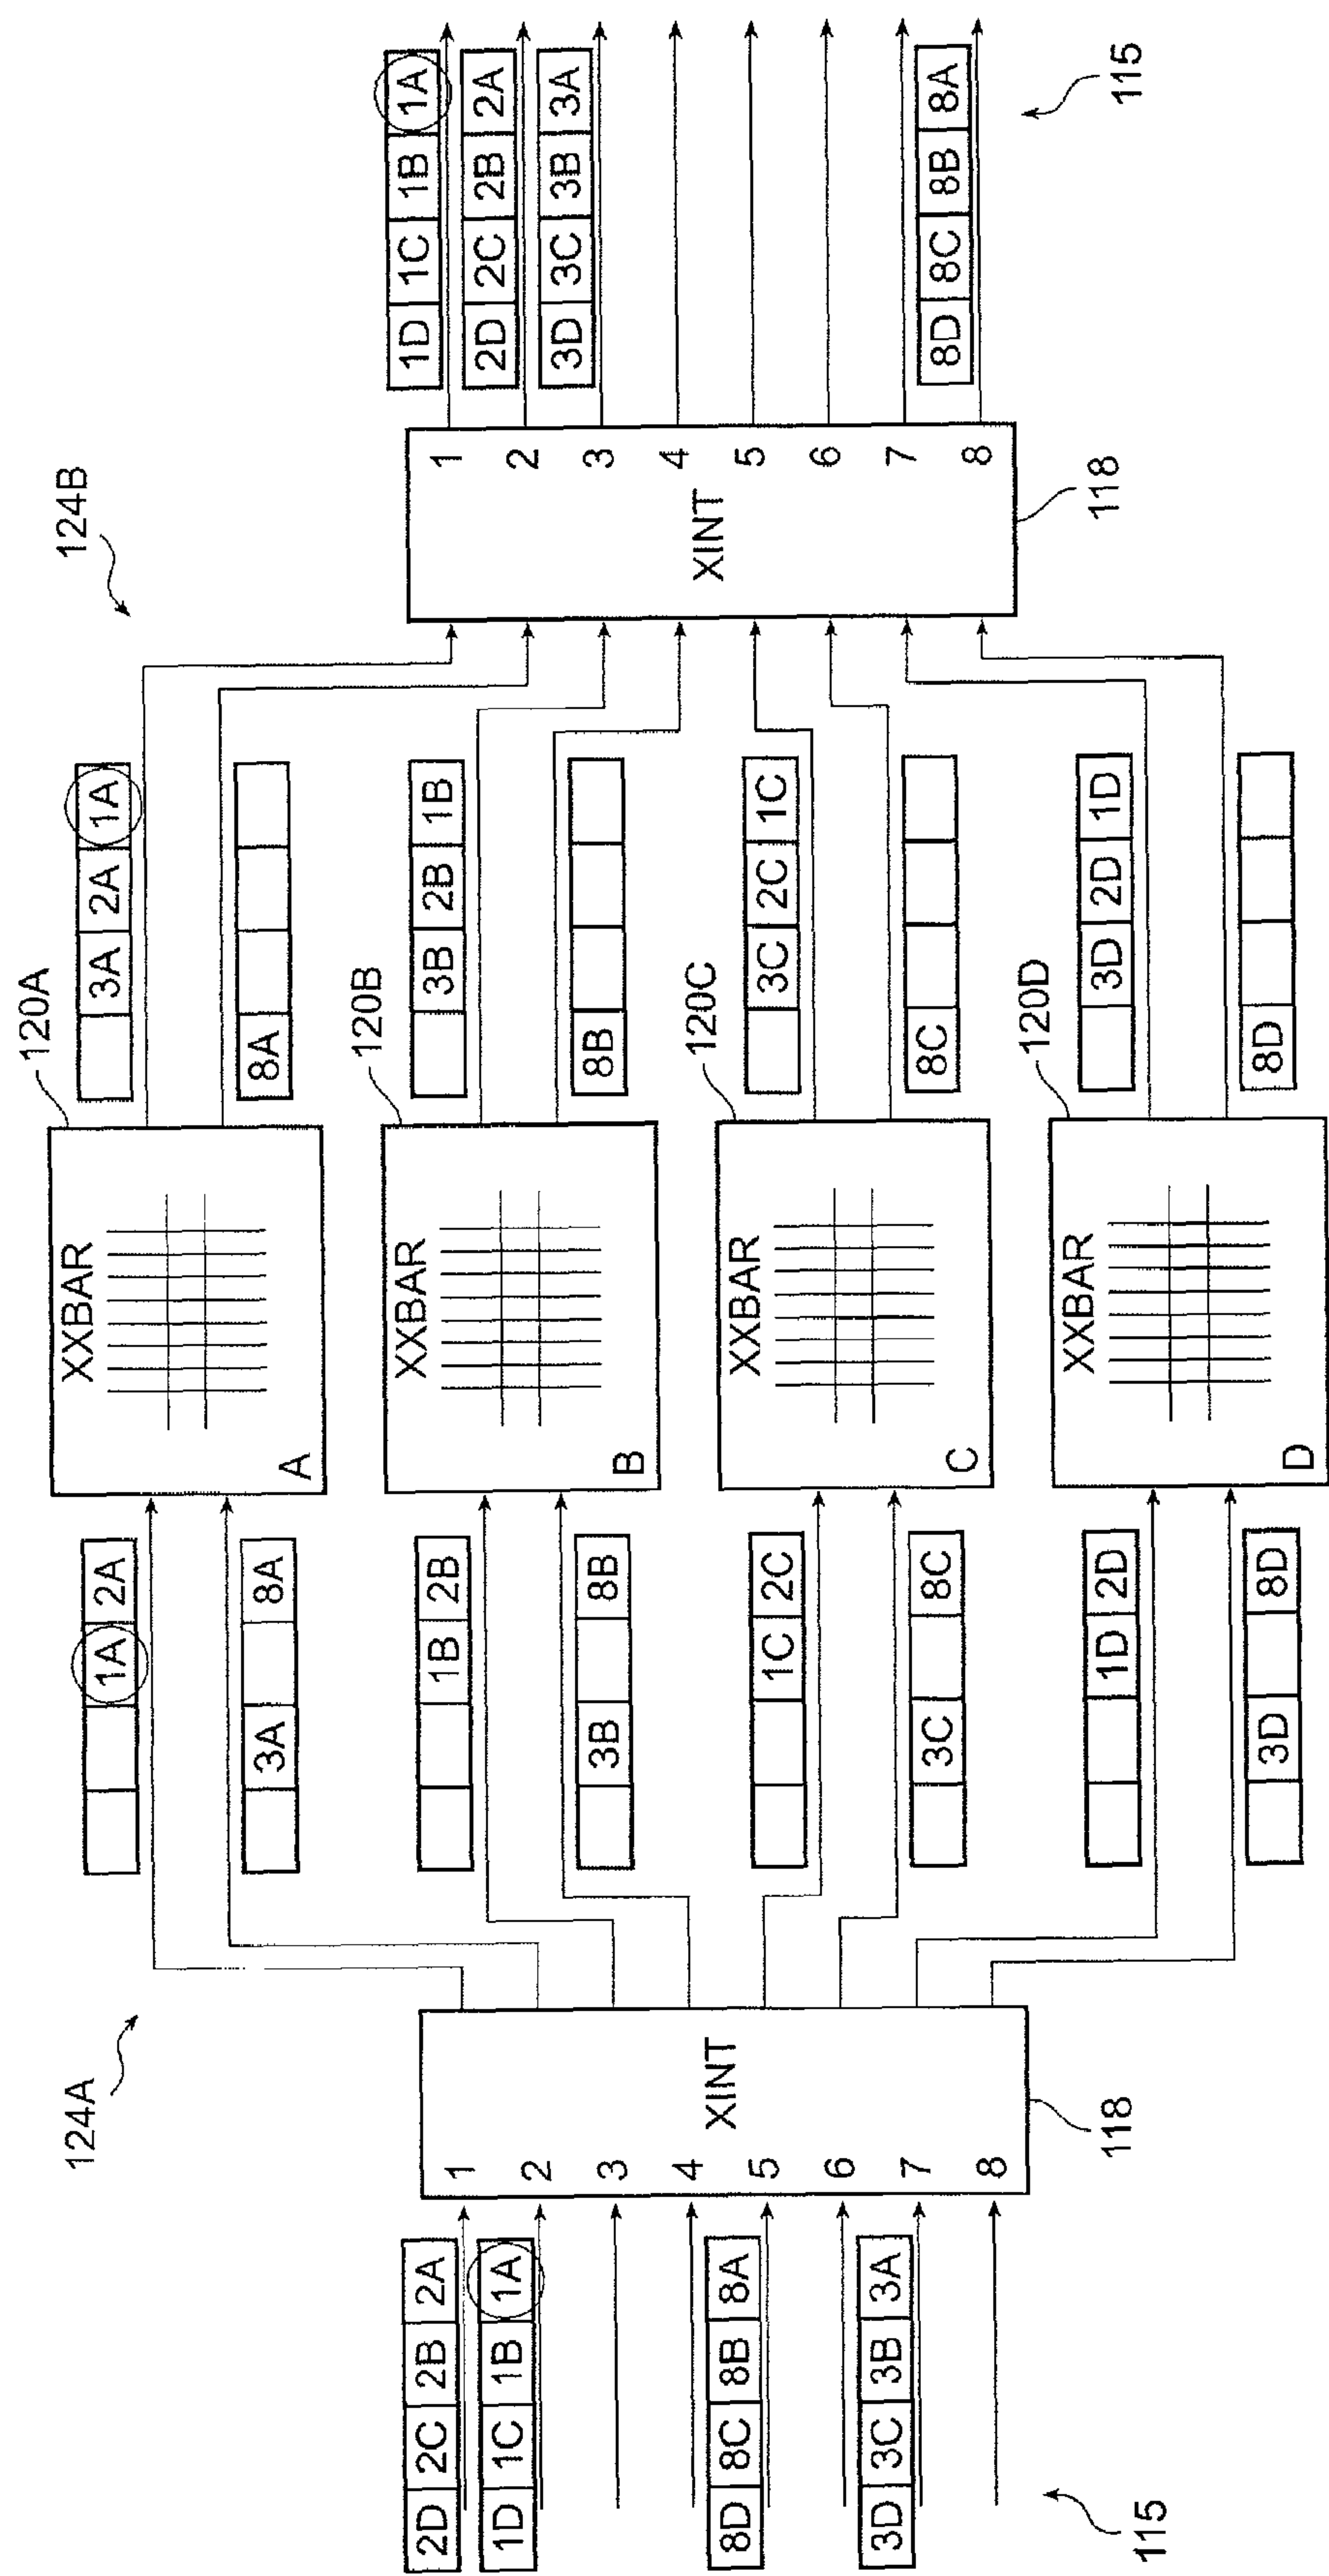 124A
124B
2D 2C 2B 2A
1D 1C 1B 1A
8D 8C 8B 8A
3D 3C 3B 3A
115
1
2
3
4
5
6
7
8
XINT
118
1A 2A
3A 8A
1B 2B
3B 8B
1C 2C
3C 8C
1D 2D
3D 8D
120A
XXBAR
A
120B
XXBAR
B
120C
XXBAR
C
120D
XXBAR
D
3A 2A 1A
8A
3B 2B 1B
8B
3C 2C 1C
8C
3D 2D 1D
8D
XINT
1
2
3
4
5
6
7
8
118
1D 1C 1B 1A
2D 2C 2B 2A
3D 3C 3B 3A
8D 8C 8B 8A
115